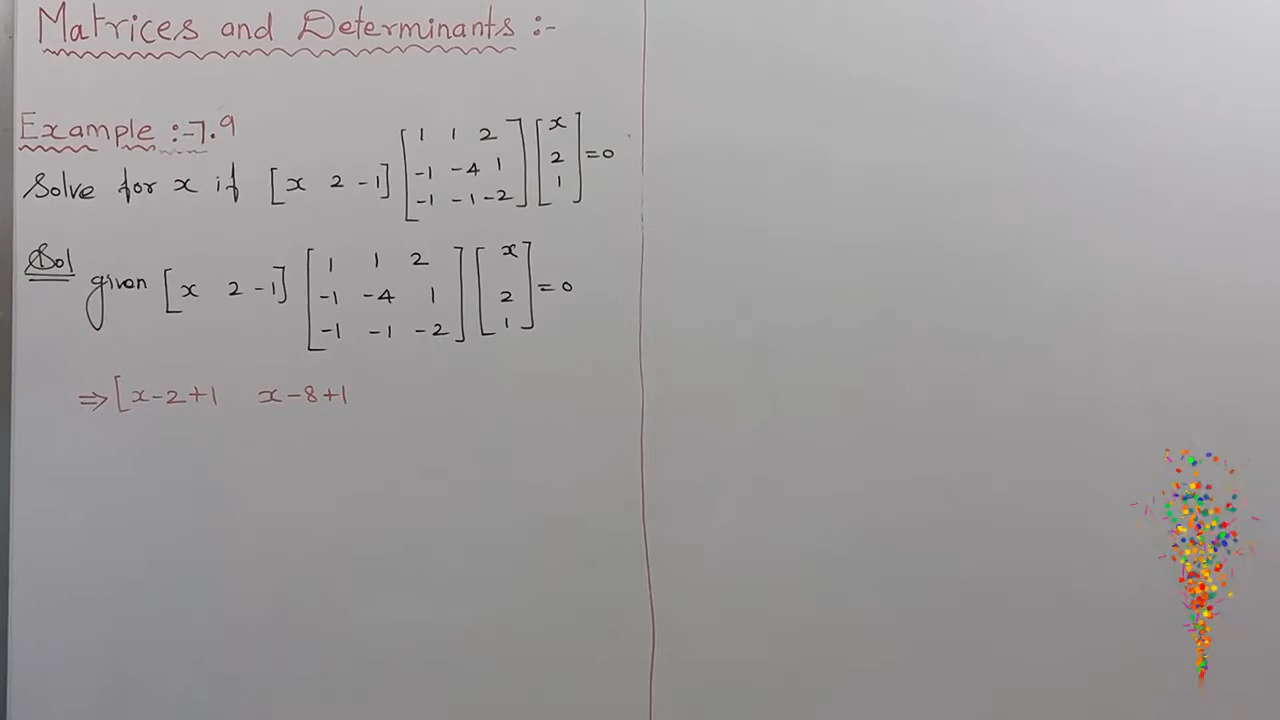 Matrices and Determinants :-
Example :-7.9
Solve for x if [x 2 -1] [1 1 2 / -1 -4 1 / -1 -1 -2] [x / 2 / 1] =0
Sol
given [x 2 -1] [1 1 2 / -1 -4 1 / -1 -1 -2] [x / 2 / 1] =0
⇒ [x-2+1 x-8+1